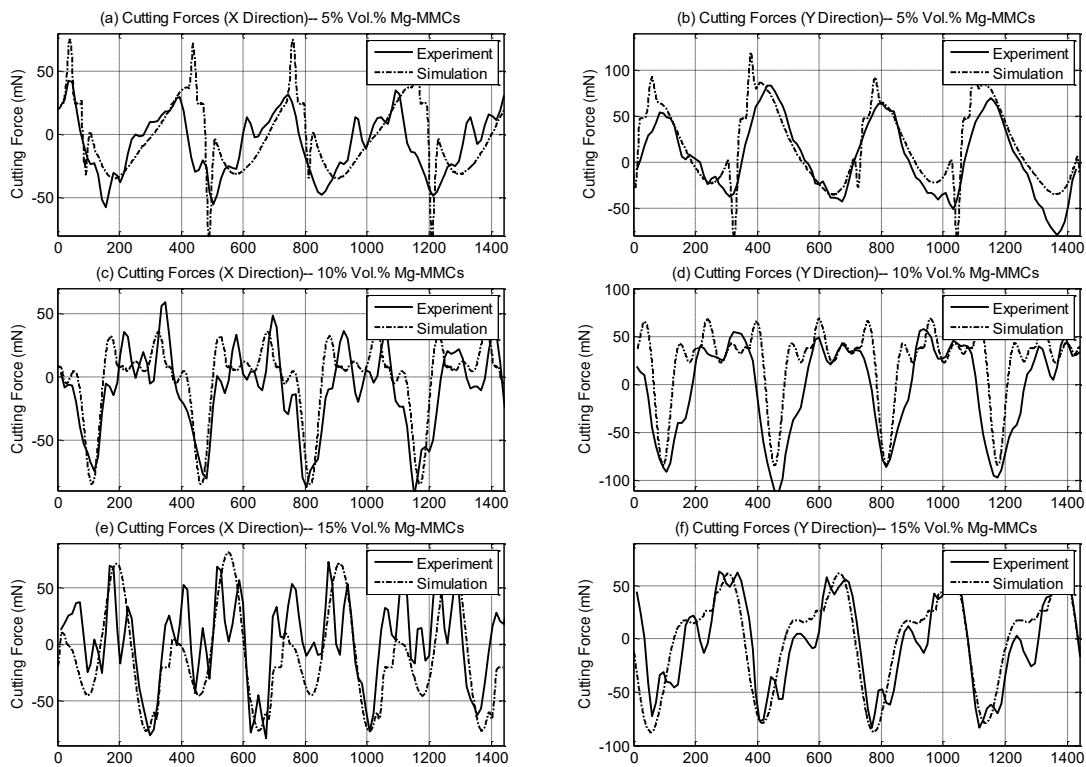 (a) Cutting Forces (X Direction)-- 5% Vol.% Mg-MMCs
Cutting Force (mN)
50
0
-50
0 200 400 600 800 1000 1200 1400
Experiment
Simulation
(b) Cutting Forces (Y Direction)-- 5% Vol.% Mg-MMCs
Cutting Force (mN)
100
50
0
-50
0 200 400 600 800 1000 1200 1400
Experiment
Simulation
(c) Cutting Forces (X Direction)-- 10% Vol.% Mg-MMCs
Cutting Force (mN)
50
0
-50
0 200 400 600 800 1000 1200 1400
Experiment
Simulation
(d) Cutting Forces (Y Direction)-- 10% Vol.% Mg-MMCs
Cutting Force (mN)
100
50
0
-50
-100
0 200 400 600 800 1000 1200 1400
Experiment
Simulation
(e) Cutting Forces (X Direction)-- 15% Vol.% Mg-MMCs
Cutting Force (mN)
50
0
-50
0 200 400 600 800 1000 1200 1400
Experiment
Simulation
(f) Cutting Forces (Y Direction)-- 15% Vol.% Mg-MMCs
Cutting Force (mN)
50
0
-50
-100
0 200 400 600 800 1000 1200 1400
Experiment
Simulation